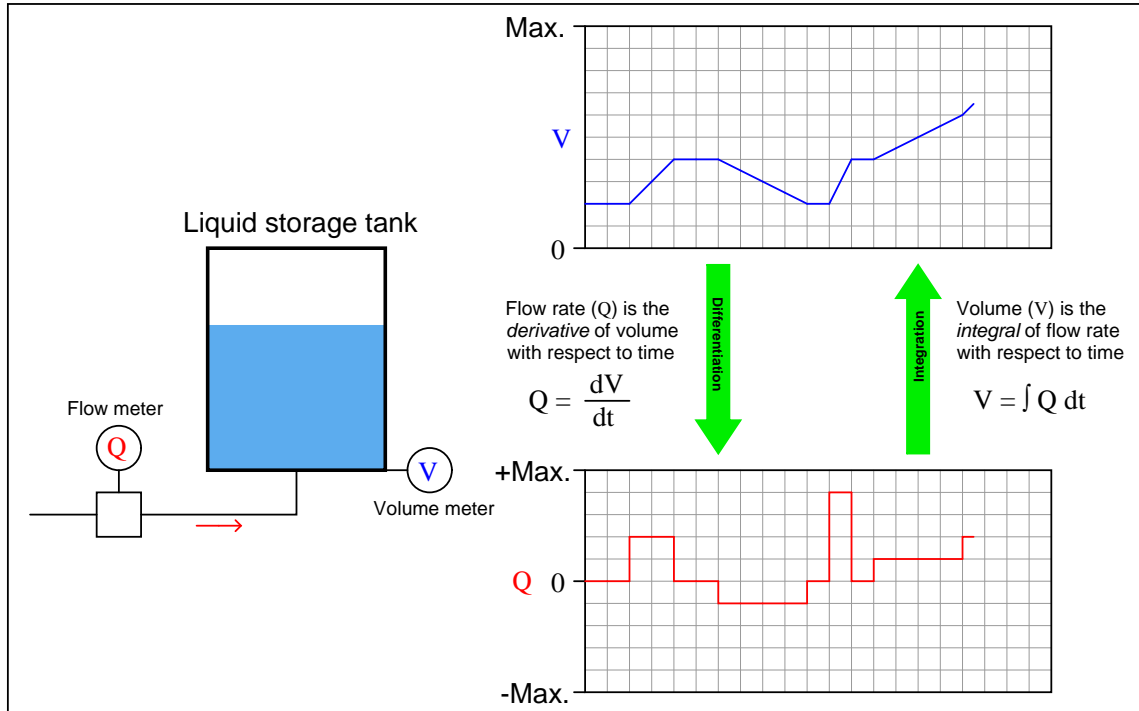 Max.
V
0
Liquid storage tank
Flow meter
Q
V
Volume meter
Flow rate (Q) is the
derivative of volume
with respect to time
Q = dV/dt
Differentiation
Integration
Volume (V) is the
integral of flow rate
with respect to time
V = ∫ Q dt
+Max.
Q 0
-Max.